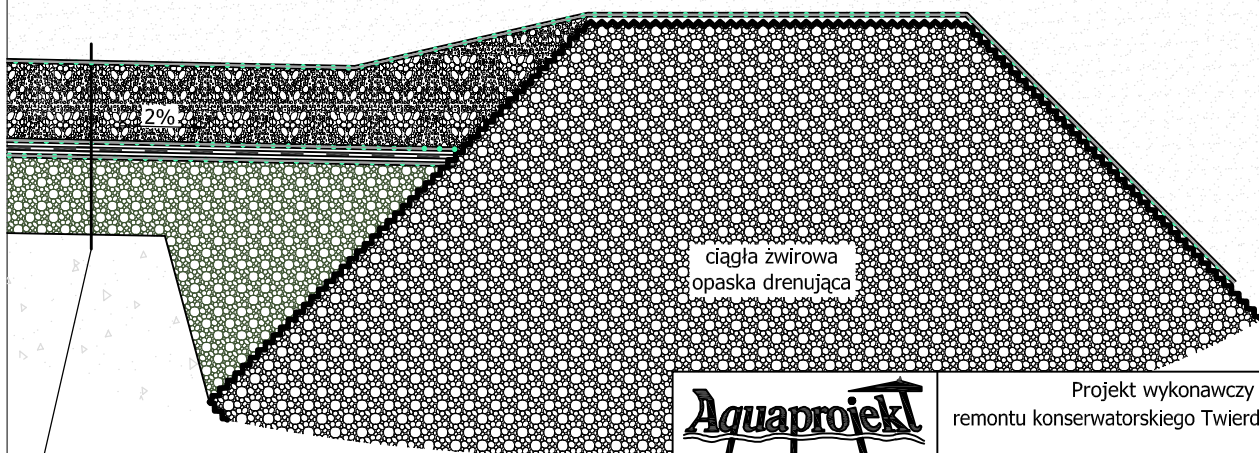 2%
ciągła żwirowa
opaska drenująca
Aquaprojekt
Projekt wykonawczy
remontu konserwatorskiego